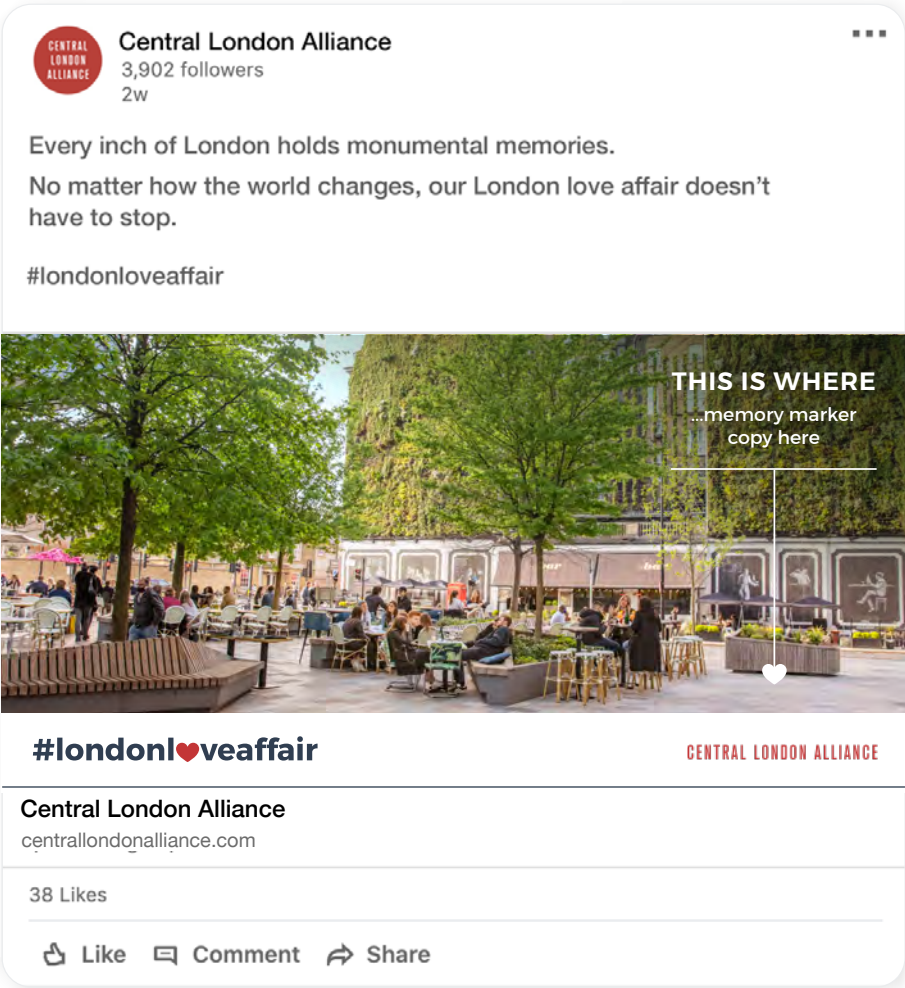 CENTRAL
LONDON
ALLIANCE
Central London Alliance
3,902 followers
2w
Every inch of London holds monumental memories.
No matter how the world changes, our London love affair doesn’t
have to stop.
#londonloveaffair
THIS IS WHERE
...memory marker
copy here
bar
#londonl❤veaffair
CENTRAL LONDON ALLIANCE
Central London Alliance
centrallondonalliance.com
38 Likes
Like Comment Share